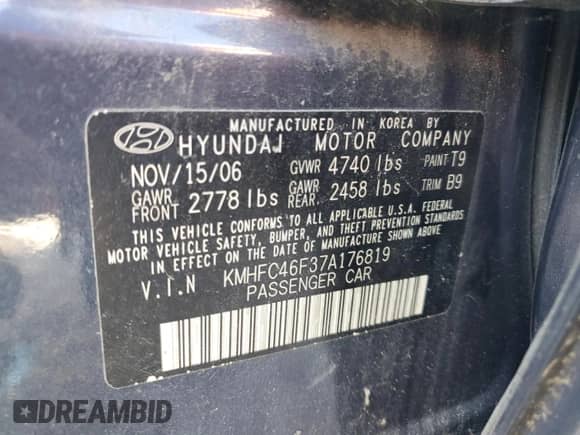 MANUFACTURED IN KOREA BY
HYUNDAI MOTOR COMPANY
NOV/15/06 GVWR 4740 lbs PAINT T9
GAWR FRONT 2778 lbs GAWR REAR. 2458 lbs TRIM B9
THIS VEHICLE CONFORMS TO ALL APPLICABLE U.S.A. FEDERAL
MOTOR VEHICLE SAFETY, BUMPER, AND THEFT PREVENTION STANDARDS
IN EFFECT ON THE DATE OF MANUFACTURE SHOWN ABOVE.
V.I.N KMHFC46F37A176819
PASSENGER CAR
DREAMBID